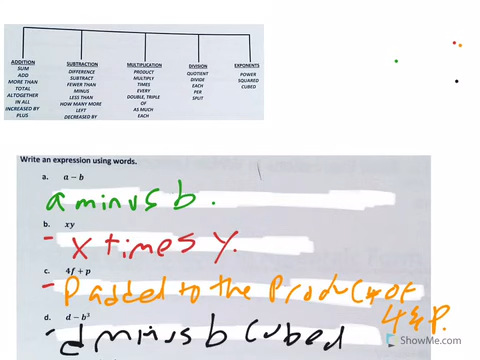 ADDITION SUBTRACTION MULTIPLICATION DIVISION EXPONENTS
SUM DIFFERENCE PRODUCT QUOTIENT POWER
ADD SUBTRACT MULTIPLY DIVIDE SQUARED
MORE THAN FEWER THAN TIMES EACH CUBED
TOTAL MINUS EVERY PER
ALTOGETHER LESS THAN DOUBLE, TRIPLE SPLIT
IN ALL HOW MANY MORE OF
INCREASED BY LEFT AS MUCH
PLUS DECREASED BY EACH
Write an expression using words.
a. a − b
a minus b .
b. xy
- x times y.
c. 4f + p
- P added to the Product of
4 & P.
d. d − b³
- d minus b cubed
ShowMe.com